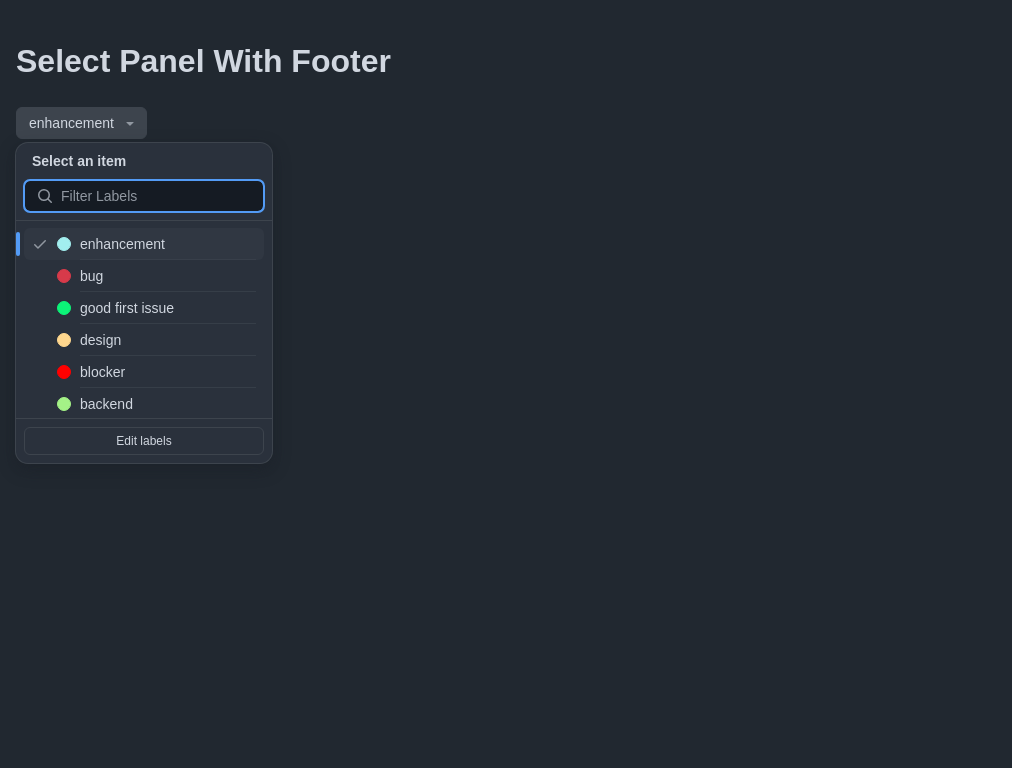 Select Panel With Footer
enhancement
Select an item
Filter Labels
enhancement
bug
good first issue
design
blocker
backend
Edit labels